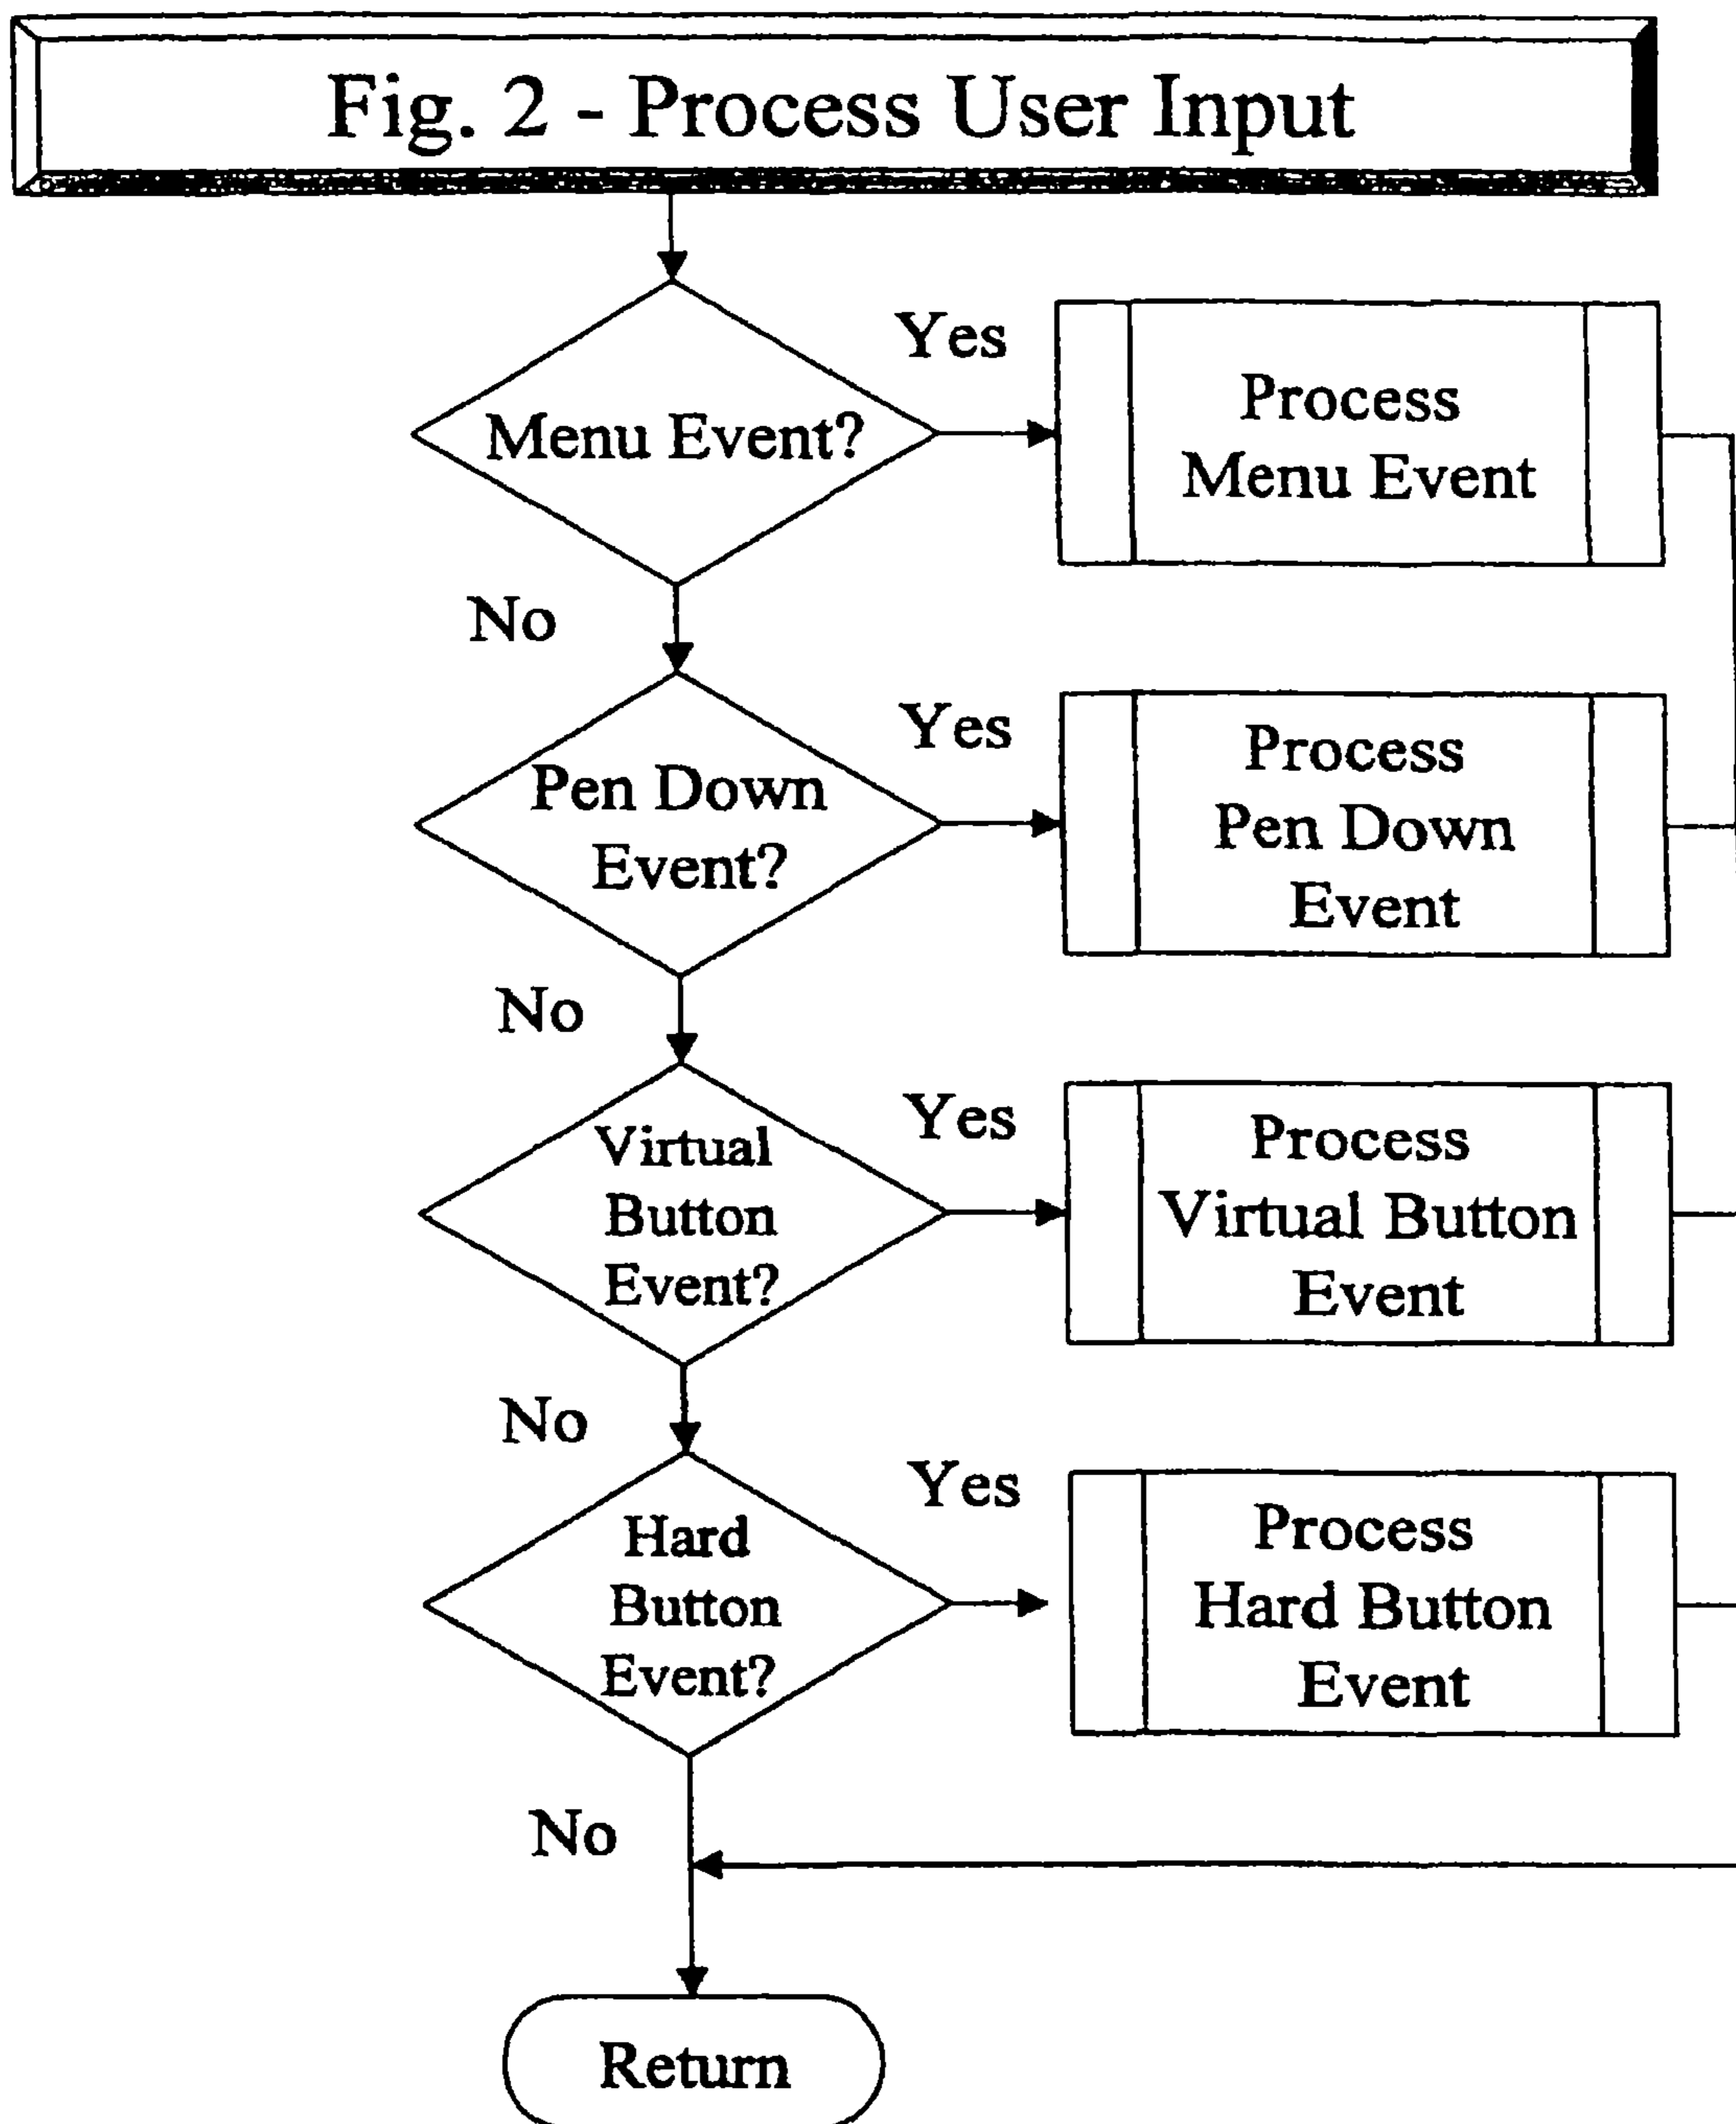 Fig. 2 - Process User Input
Yes
Menu Event?
Process
Menu Event
No
Yes
Pen Down
Event?
Process
Pen Down
Event
No
Yes
Virtual
Button
Event?
Process
Virtual Button
Event
No
Yes
Hard
Button
Event?
Process
Hard Button
Event
No
Return